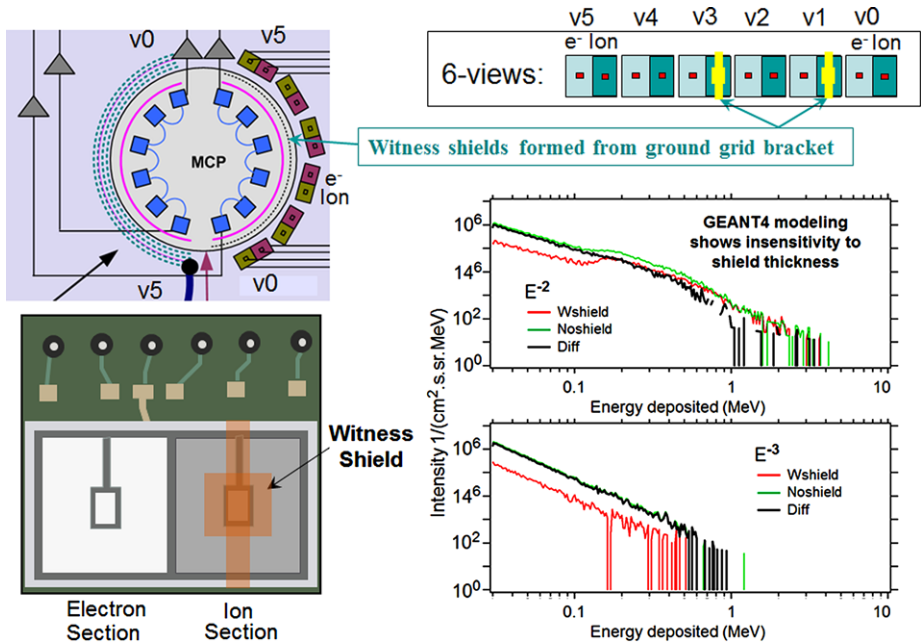 v0
v5
MCP
e-
Ion
v5
v0
v5 v4 v3 v2 v1 v0
e- Ion
e- Ion
6-views:
Witness shields formed from ground grid bracket
Witness
Shield
Electron
Section
Ion
Section
Intensity 1/(cm².s.sr.MeV)
10⁶
14⁶
10²
10⁰
GEANT4 modeling
shows insensitivity to
shield thickness
E-2
Wshield
Noshield
Diff
0.1 1 10
Energy deposited (MeV)
10⁶
14⁶
10²
10⁰
E-3
Wshield
Noshield
Diff
0.1 1 10
Energy deposited (MeV)